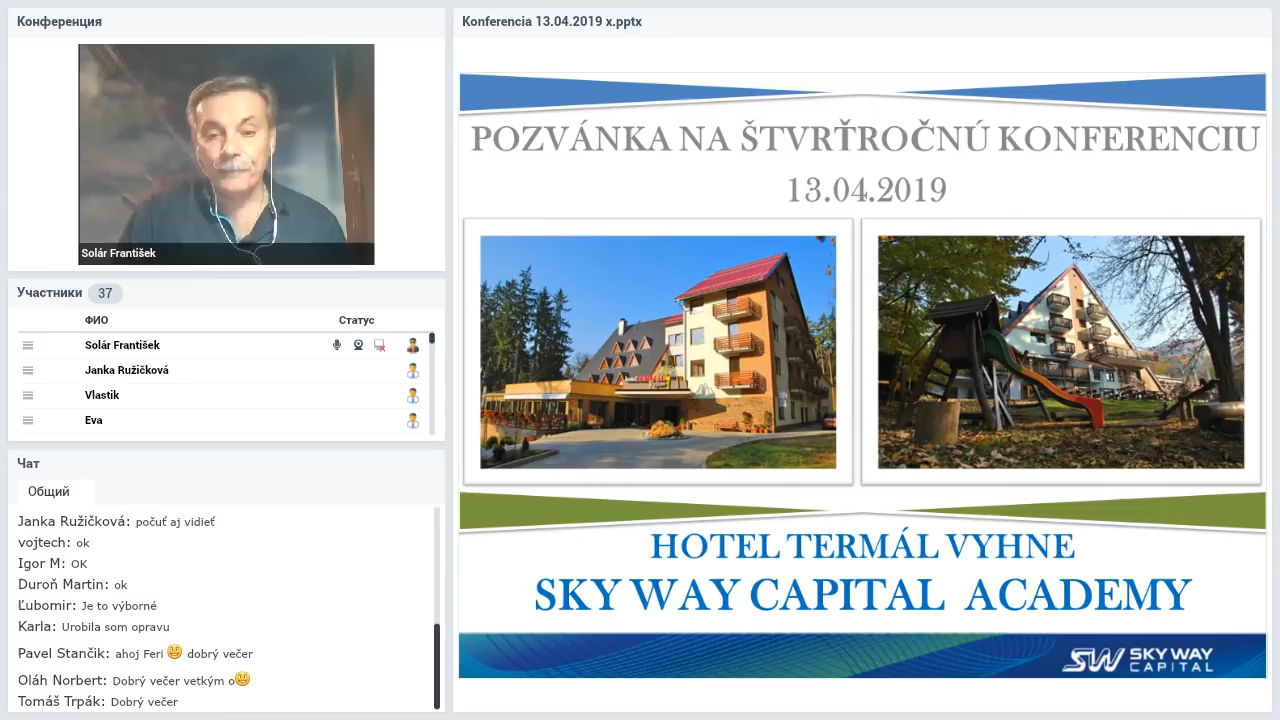 Конференция
Solár František
Участники 37
ФИО Статус
Solár František
Janka Ružičková
Vlastik
Eva
Чат
Общий
Janka Ružičková: počuť aj vidieť
vojtech: ok
Igor M: OK
Duroň Martin: ok
Ľubomir: Je to výborné
Karla: Urobila som opravu
Pavel Stančik: ahoj Feri 😀 dobrý večer
Oláh Norbert: Dobrý večer vetkým o😀
Tomáš Trpák: Dobrý večer
Konferencia 13.04.2019 x.pptx
POZVÁNKA NA ŠTVRŤROČNÚ KONFERENCIU
13.04.2019
HOTEL TERMÁL VYHNE
SKY WAY CAPITAL ACADEMY
SW SKY WAY
CAPITAL